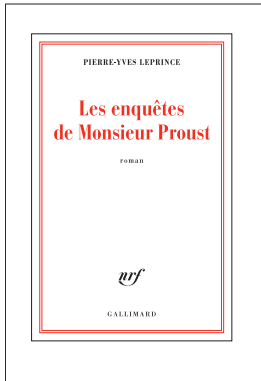 PIERRE-YVES LEPRINCE
Les enquêtes
de Monsieur Proust
roman
nrf
GALLIMARD